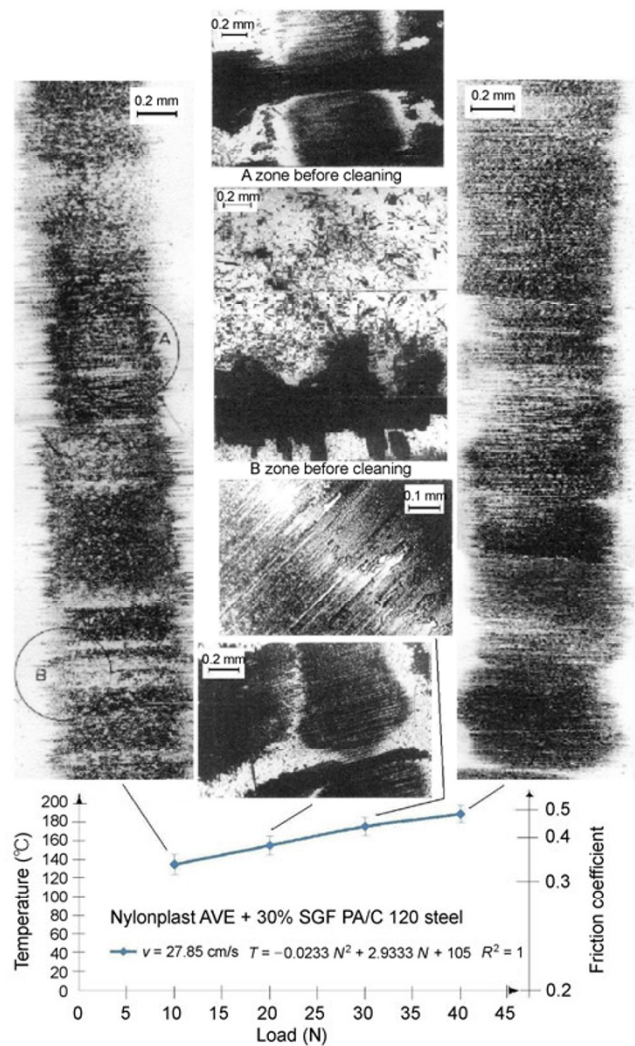 0.2 mm
0.2 mm
0.2 mm
A zone before cleaning
0.2 mm
A
B zone before cleaning
0.1 mm
B
0.2 mm
200
180
160
140
120
100
80
60
40
20
0
Temperature (°C)
0.5
0.4
0.3
0.2
Friction coefficient
Nylonplast AVE + 30% SGF PA/C 120 steel
v = 27.85 cm/s T = −0.0233 N² + 2.9333 N + 105 R² = 1
0 5 10 15 20 25 30 35 40 45
Load (N)